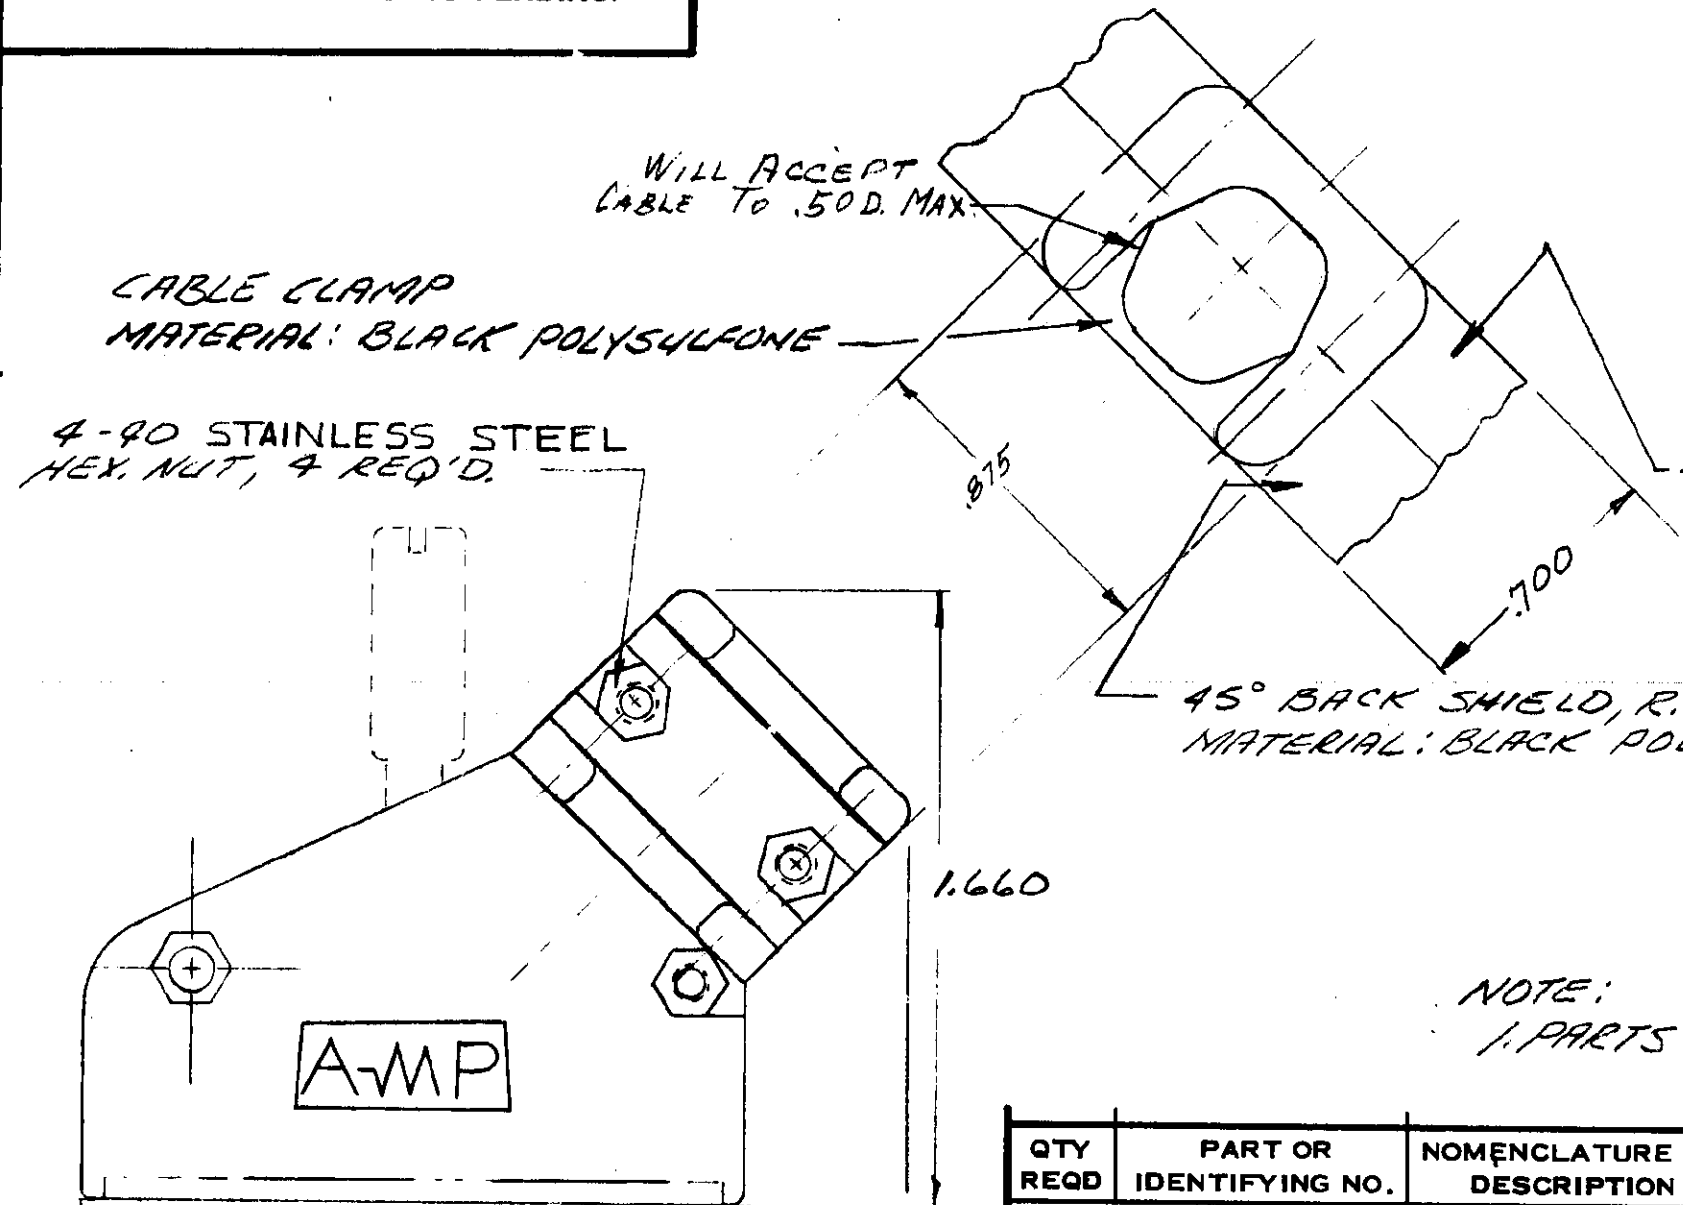 WILL ACCEPT
CABLE TO .50 D. MAX.
CABLE CLAMP
MATERIAL: BLACK POLYSULFONE
4-40 STAINLESS STEEL
HEX. NUT, 4 REQ'D.
.875
.700
45° BACK SHIELD, R.
MATERIAL: BLACK
1.660
AMP
NOTE:
1. PARTS
QTY REQD
PART OR IDENTIFYING NO.
NOMENCLATURE
DESCRIPTION